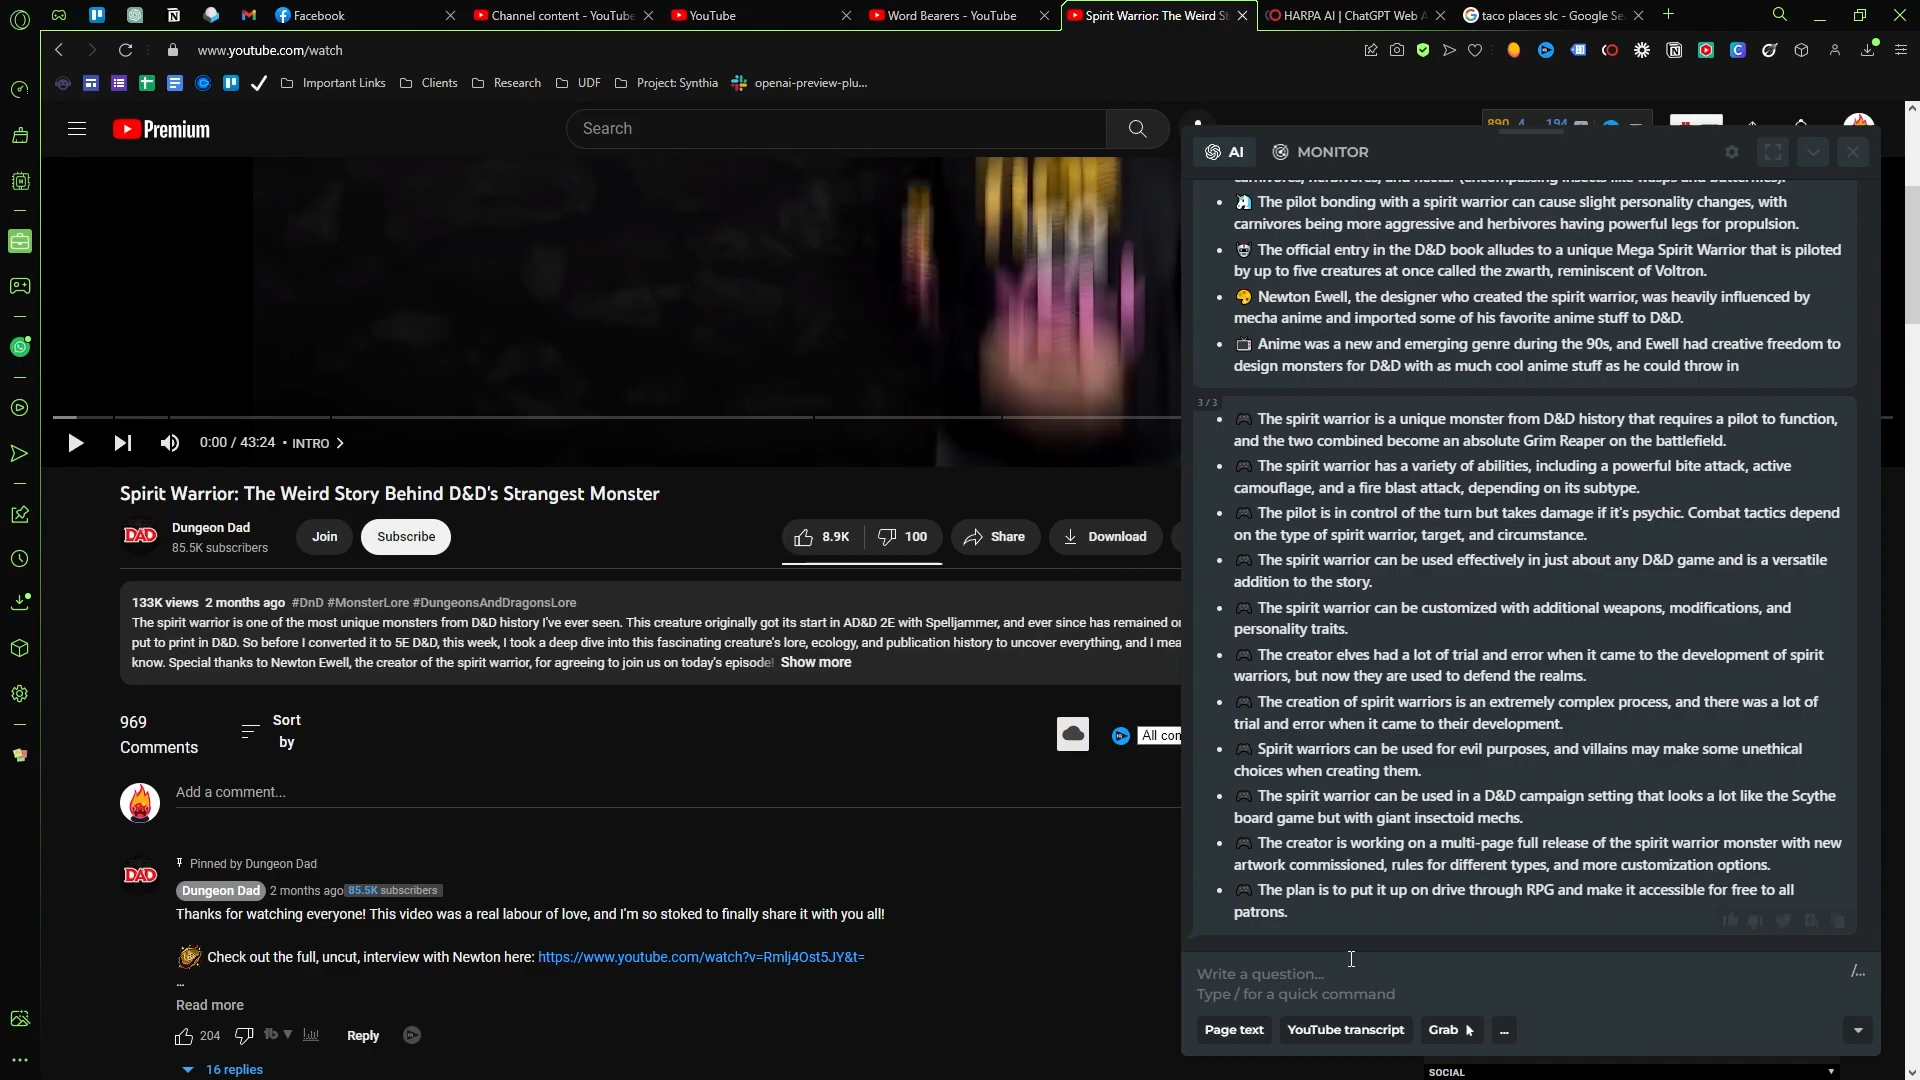 Facebook
Channel content - YouTube
YouTube
Word Bearers - YouTube
Spirit Warrior: The Weird St
HARPA AI | ChatGPT Web A
taco places slc - Google Se
www.youtube.com/watch
Important Links
Clients
Research
UDF
Project: Synthia
openai-preview-plu...
Premium
Search
890 4 194
AI
MONITOR
carnivores, herbivores, and nectar (encompassing insects like wasps and butterflies).
The pilot bonding with a spirit warrior can cause slight personality changes, with
carnivores being more aggressive and herbivores having powerful legs for propulsion.
The official entry in the D&D book alludes to a unique Mega Spirit Warrior that is piloted
by up to five creatures at once called the zwarth, reminiscent of Voltron.
Newton Ewell, the designer who created the spirit warrior, was heavily influenced by
mecha anime and imported some of his favorite anime stuff to D&D.
Anime was a new and emerging genre during the 90s, and Ewell had creative freedom to
design monsters for D&D with as much cool anime stuff as he could throw in
3/3
The spirit warrior is a unique monster from D&D history that requires a pilot to function,
and the two combined become an absolute Grim Reaper on the battlefield.
The spirit warrior has a variety of abilities, including a powerful bite attack, active
camouflage, and a fire blast attack, depending on its subtype.
The pilot is in control of the turn but takes damage if it's psychic. Combat tactics depend
on the type of spirit warrior, target, and circumstance.
The spirit warrior can be used effectively in just about any D&D game and is a versatile
addition to the story.
The spirit warrior can be customized with additional weapons, modifications, and
personality traits.
The creator elves had a lot of trial and error when it came to the development of spirit
warriors, but now they are used to defend the realms.
The creation of spirit warriors is an extremely complex process, and there was a lot of
trial and error when it came to their development.
Spirit warriors can be used for evil purposes, and villains may make some unethical
choices when creating them.
The spirit warrior can be used in a D&D campaign setting that looks a lot like the Scythe
board game but with giant insectoid mechs.
The creator is working on a multi-page full release of the spirit warrior monster with new
artwork commissioned, rules for different types, and more customization options.
The plan is to put it up on drive through RPG and make it accessible for free to all
patrons.
Write a question...
Type / for a quick command
/...
Page text
YouTube transcript
Grab
...
0:00 / 43:24 • INTRO
Spirit Warrior: The Weird Story Behind D&D's Strangest Monster
DAD
Dungeon Dad
85.5K subscribers
Join
Subscribe
8.9K
100
Share
Download
133K views 2 months ago #DnD #MonsterLore #DungeonsAndDragonsLore
The spirit warrior is one of the most unique monsters from D&D history I've ever seen. This creature originally got its start in AD&D 2E with Spelljammer, and ever since has remained
put to print in D&D. So before I converted it to 5E D&D, this week, I took a deep dive into this fascinating creature's lore, ecology, and publication history to uncover everything, and I mea
know. Special thanks to Newton Ewell, the creator of the spirit warrior, for agreeing to join us on today's episode! Show more
969
Comments
Sort
by
All con
Add a comment...
DAD
Pinned by Dungeon Dad
Dungeon Dad 2 months ago 85.5K subscribers
Thanks for watching everyone! This video was a real labour of love, and I'm so stoked to finally share it with you all!
Check out the full, uncut, interview with Newton here: https://www.youtube.com/watch?v=Rmlj4Ost5JY&t=
...
Read more
204
Reply
16 replies
SOCIAL